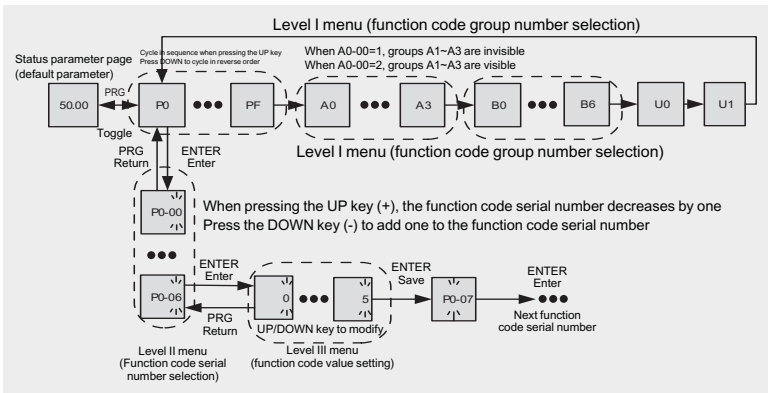 Level I menu (function code group number selection)
Cycle in sequence when pressing the UP key
Press DOWN to cycle in reverse order
When A0-00=1, groups A1~A3 are invisible
When A0-00=2, groups A1~A3 are visible
Status parameter page
(default parameter)
50.00
PRG
Toggle
P0
PF
A0
A3
B0
B6
U0
U1
Level I menu (function code group number selection)
PRG
Return
ENTER
Enter
P0-00
When pressing the UP key (+), the function code serial number decreases by one
Press the DOWN key (-) to add one to the function code serial number
P0-06
ENTER
Enter
PRG
Return
0
5
UP/DOWN key to modify
ENTER
Save
P0-07
ENTER
Enter
Next function
code serial number
Level II menu
(Function code serial
number selection)
Level III menu
(function code value setting)